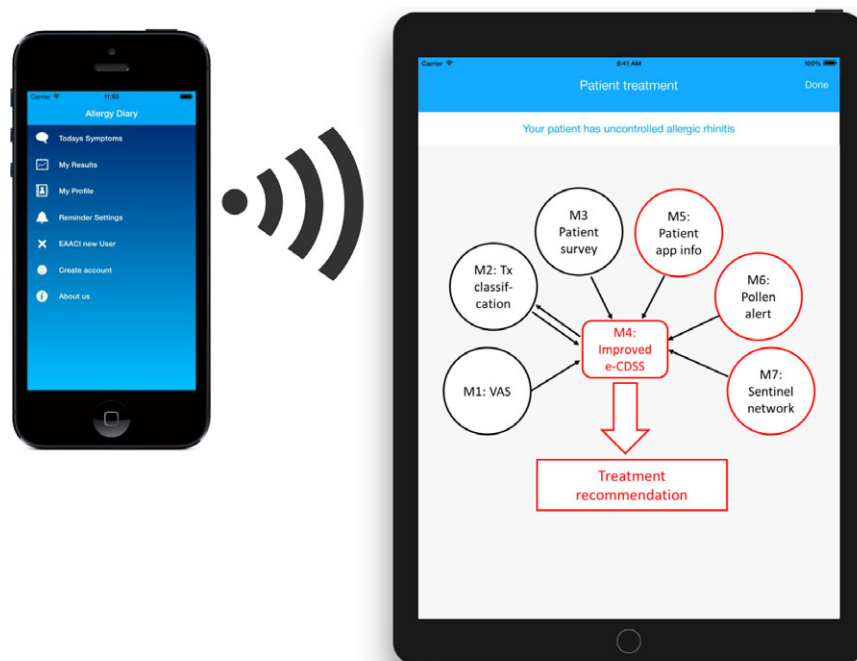 Carrier 11:53
Allergy Diary
Todays Symptoms
My Results
My Profile
Reminder Settings
EAACI new User
Create account
About us
Carrier 9:41 AM 100%
Patient treatment Done
Your patient has uncontrolled allergic rhinitis
M3
Patient
survey
M5:
Patient
app info
M2: Tx
classif-
cation
M6:
Pollen
alert
M4:
Improved
e-CDSS
M1: VAS
M7:
Sentinel
network
Treatment
recommendation